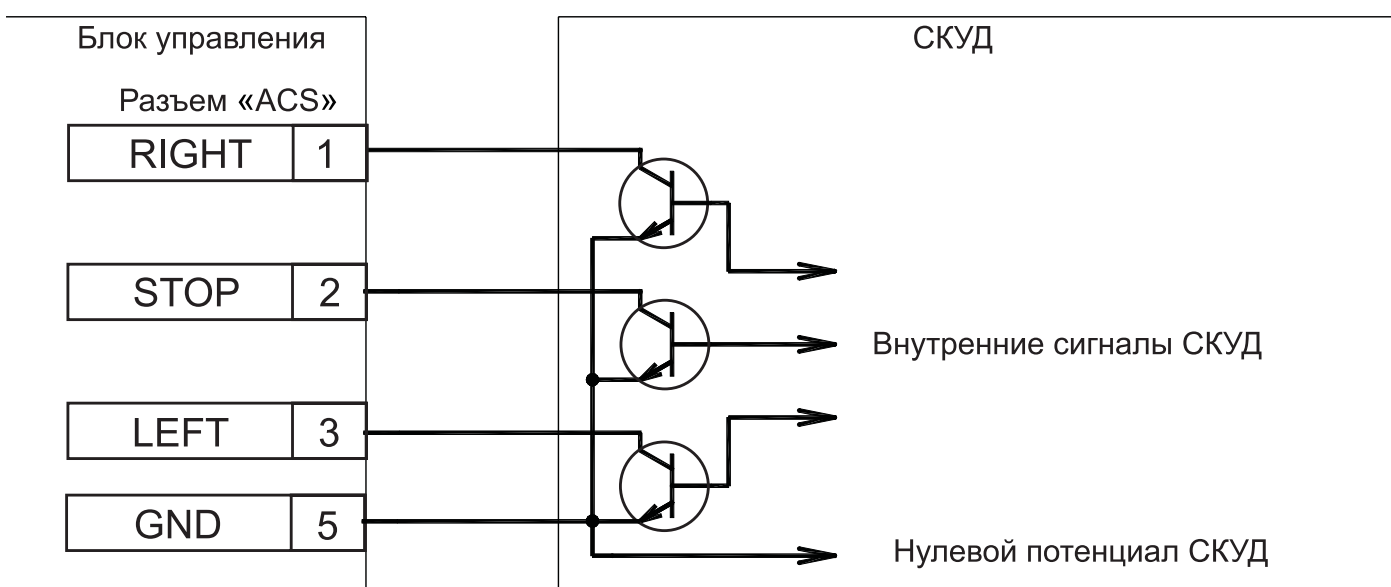 Блок управления
СКУД
Разъем «ACS»
RIGHT 1
STOP 2
Внутренние сигналы СКУД
LEFT 3
GND 5
Нулевой потенциал СКУД